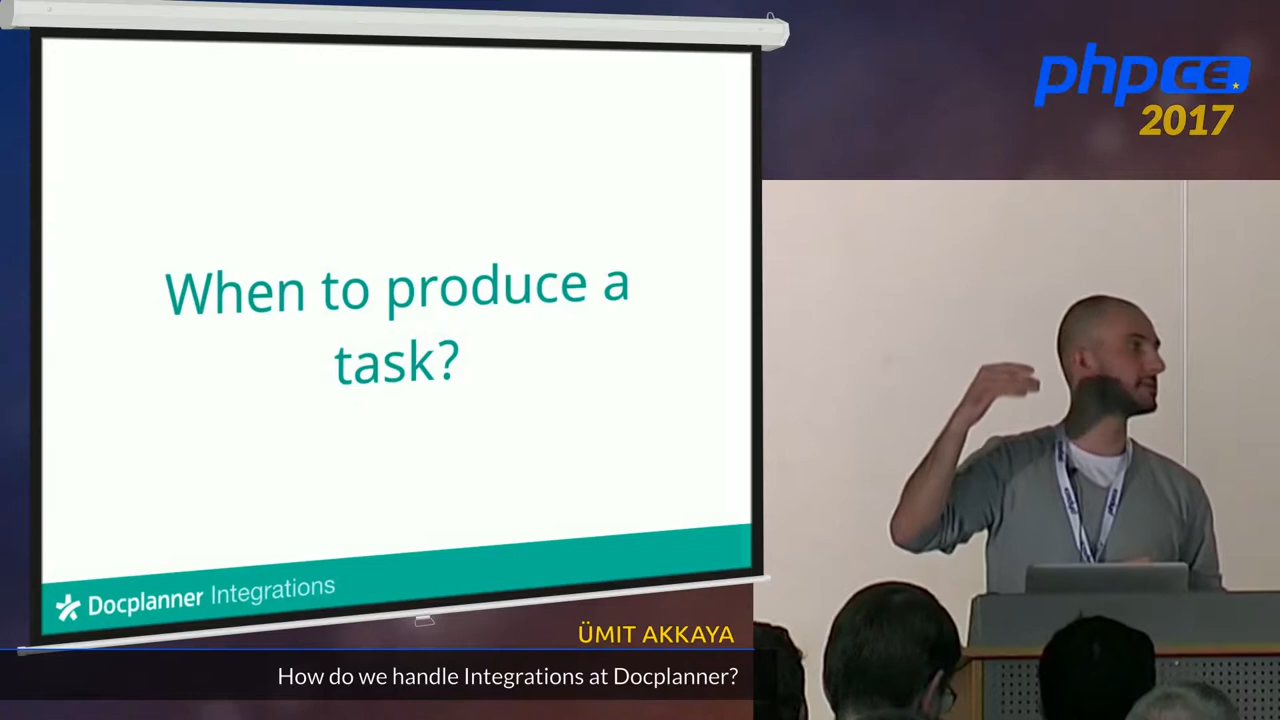 phpCE
2017
When to produce a
task?
Docplanner Integrations
ÜMIT AKKAYA
How do we handle Integrations at Docplanner?